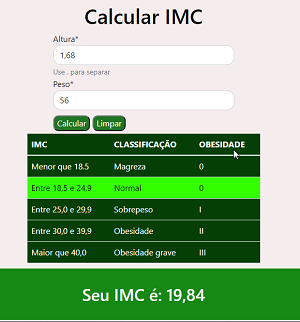 Calcular IMC
Altura*
1,68
Use . para separar
Peso*
56
Calcular Limpar
IMC CLASSIFICAÇÃO OBESIDADE
Menor que 18.5 Magreza 0
Entre 18,5 e 24,9 Normal 0
Entre 25,0 e 29,9 Sobrepeso I
Entre 30,0 e 39,9 Obesidade II
Maior que 40,0 Obesidade grave III
Seu IMC é: 19,84